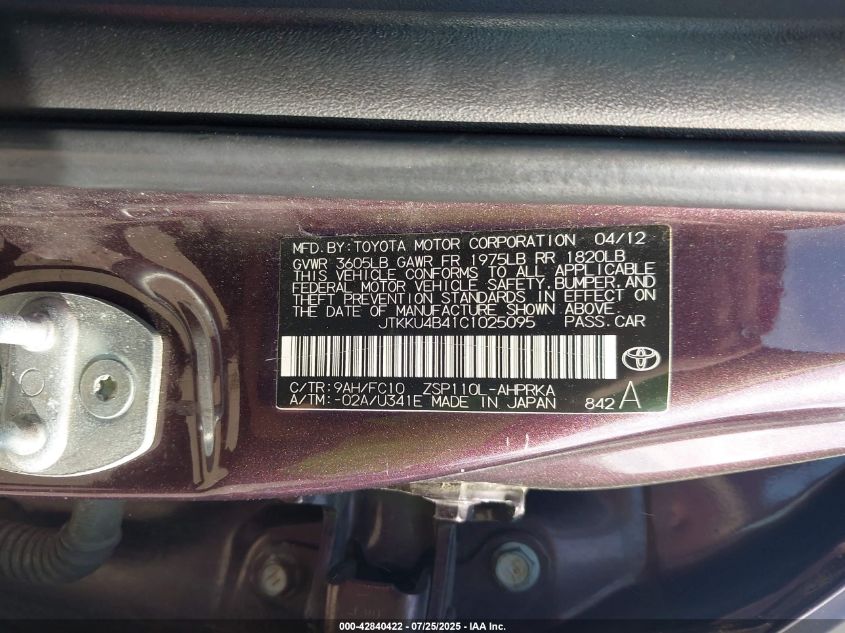 MFD. BY: TOYOTA MOTOR CORPORATION 04/12
GVWR 3605LB GAWR FR 1975LB RR 1820LB
THIS VEHICLE CONFORMS TO ALL APPLICABLE
FEDERAL MOTOR VEHICLE SAFETY, BUMPER, AND
THEFT PREVENTION STANDARDS IN EFFECT ON
THE DATE OF MANUFACTURE SHOWN ABOVE.
JTKKU4B41C1025095 PASS. CAR
C/TR: 9AH/FC10 ZSP110L-AHPRKA
A/TM: -02A/U341E MADE IN JAPAN 842 A
000-42840422 - 07/25/2025 - ©IAA Inc.